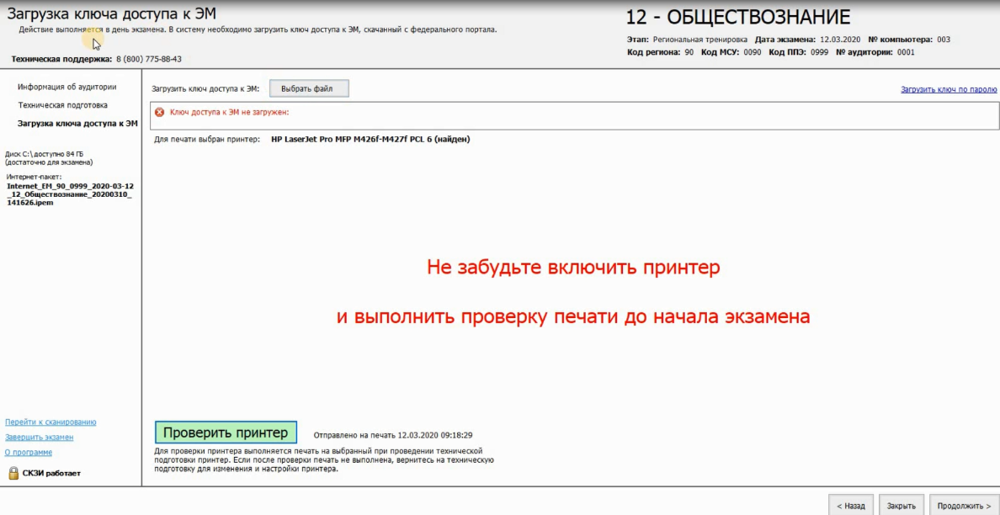 Загрузка ключа доступа к ЭМ
Действие выполняется в день экзамена. В систему необходимо загрузить ключ доступа к ЭМ, скачанный с федерального портала.
Техническая поддержка: 8 (800) 775-88-43
12 - ОБЩЕСТВОЗНАНИЕ
Этап: Региональная тренировка Дата экзамена: 12.03.2020 № компьютера: 003
Код региона: 90 Код МСУ: 0090 Код ППЭ: 0999 № аудитории: 0001
Информация об аудитории
Техническая подготовка
Загрузка ключа доступа к ЭМ
Диск C:\ доступно 84 ГБ
(достаточно для экзамена)
Интернет-пакет:
Internet_EM_90_0999_2020-03-12
_12_Обществознание_20200310_
141626.ipem
Перейти к сканированию
Завершить экзамен
О программе
СКЗИ работает
Загрузить ключ доступа к ЭМ: Выбрать файл
Загрузить ключ по паролю
Ключ доступа к ЭМ не загружен:
Для печати выбран принтер: HP LaserJet Pro MFP M426f-M427f PCL 6 (найден)
Не забудьте включить принтер
и выполнить проверку печати до начала экзамена
Проверить принтер Отправлено на печать 12.03.2020 09:18:29
Для проверки принтера выполняется печать на выбранный при проведении технической
подготовки принтер. Если после проверки печать не выполнена, вернитесь на техническую
подготовку для изменения и настройки принтера.
< Назад Закрыть Продолжить >